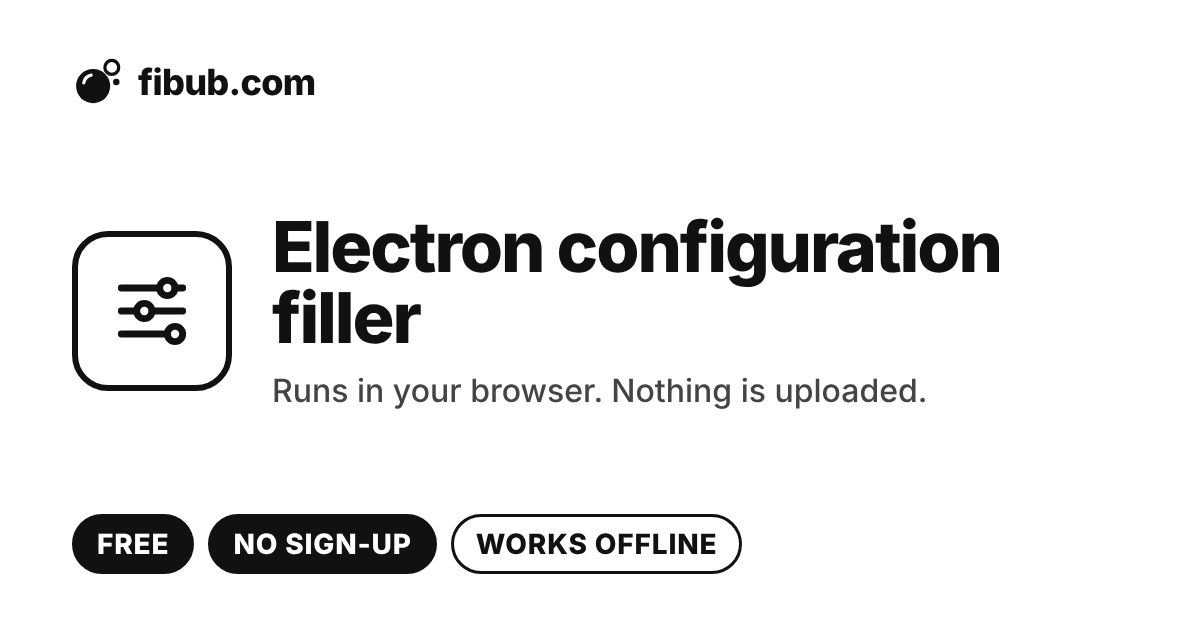 fibub.com
Electron configuration
filler
Runs in your browser. Nothing is uploaded.
FREE
NO SIGN-UP
WORKS OFFLINE